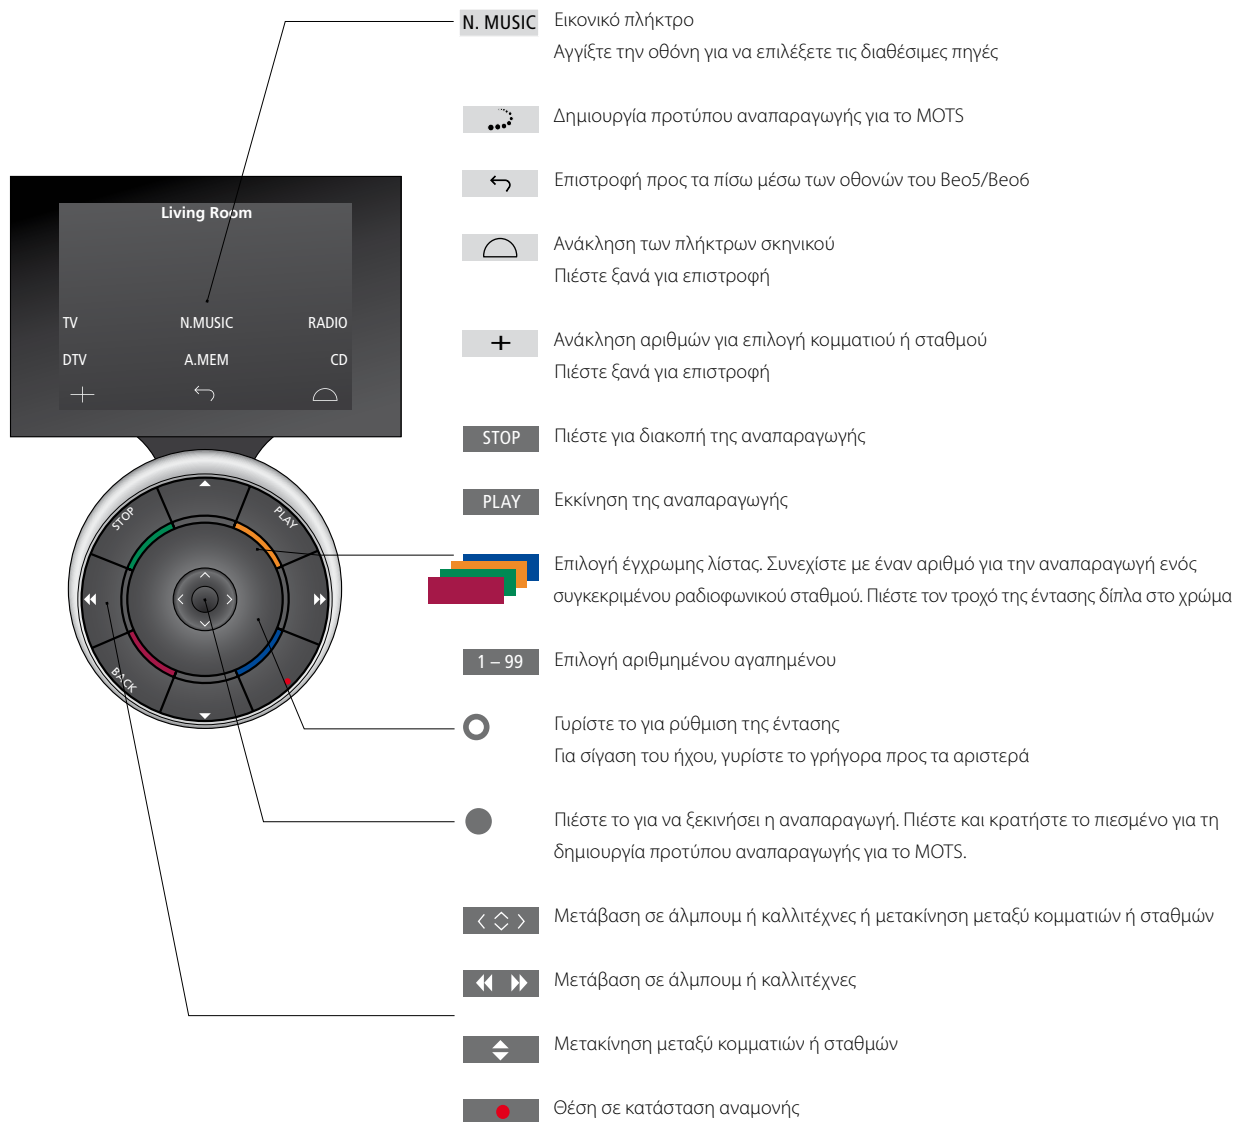 N. MUSIC Εικονικό πλήκτρο
Αγγίξτε την οθόνη για να επιλέξετε τις διαθέσιμες πηγές
Δημιουργία προτύπου αναπαραγωγής για το MOTS
Επιστροφή προς τα πίσω μέσω των οθονών του Beo5/Beo6
Ανάκληση των πλήκτρων σκηνικού
Πιέστε ξανά για επιστροφή
Ανάκληση αριθμών για επιλογή κομματιού ή σταθμού
Πιέστε ξανά για επιστροφή
STOP Πιέστε για διακοπή της αναπαραγωγής
PLAY Εκκίνηση της αναπαραγωγής
Επιλογή έγχρωμης λίστας. Συνεχίστε με έναν αριθμό για την αναπαραγωγή ενός
συγκεκριμένου ραδιοφωνικού σταθμού. Πιέστε τον τροχό της έντασης δίπλα στο χρώμα
1 – 99 Επιλογή αριθμημένου αγαπημένου
Γυρίστε το για ρύθμιση της έντασης
Για σίγαση του ήχου, γυρίστε το γρήγορα προς τα αριστερά
Πιέστε το για να ξεκινήσει η αναπαραγωγή. Πιέστε και κρατήστε το πιεσμένο για τη
δημιουργία προτύπου αναπαραγωγής για το MOTS.
Μετάβαση σε άλμπουμ ή καλλιτέχνες ή μετακίνηση μεταξύ κομματιών ή σταθμών
Μετάβαση σε άλμπουμ ή καλλιτέχνες
Μετακίνηση μεταξύ κομματιών ή σταθμών
Θέση σε κατάσταση αναμονής
Living Room
TV N.MUSIC RADIO
DTV A.MEM CD
STOP
PLAY
BACK